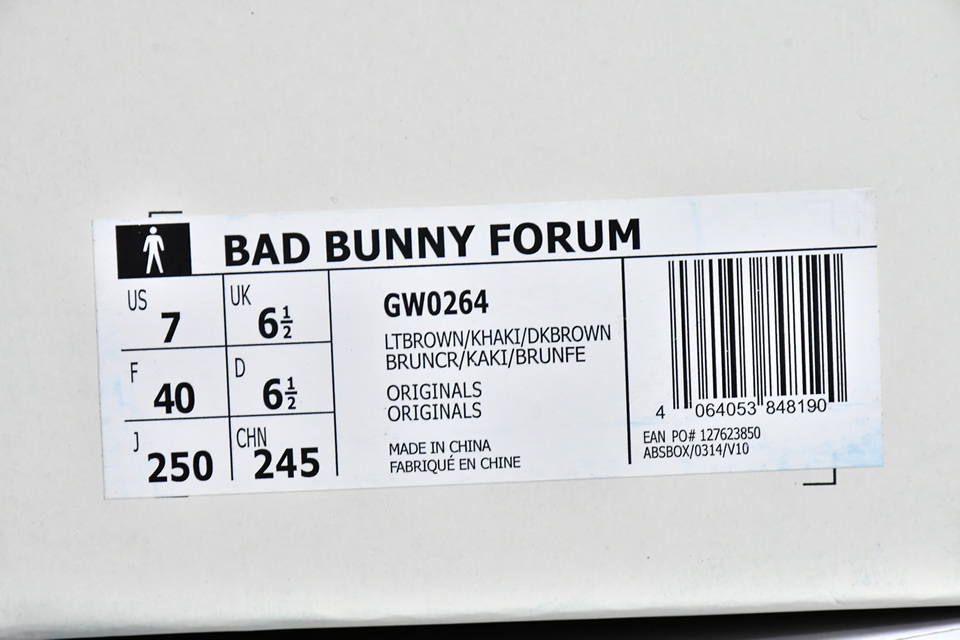 BAD BUNNY FORUM
US 7
UK 6½
F 40
D 6½
J 250
CHN 245
GW0264
LTBROWN/KHAKI/DKBROWN
BRUNCR/KAKI/BRUNFE
ORIGINALS
ORIGINALS
MADE IN CHINA
FABRIQUÉ EN CHINE
4 064053 848190
EAN PO# 127623850
ABSBOX/0314/V10